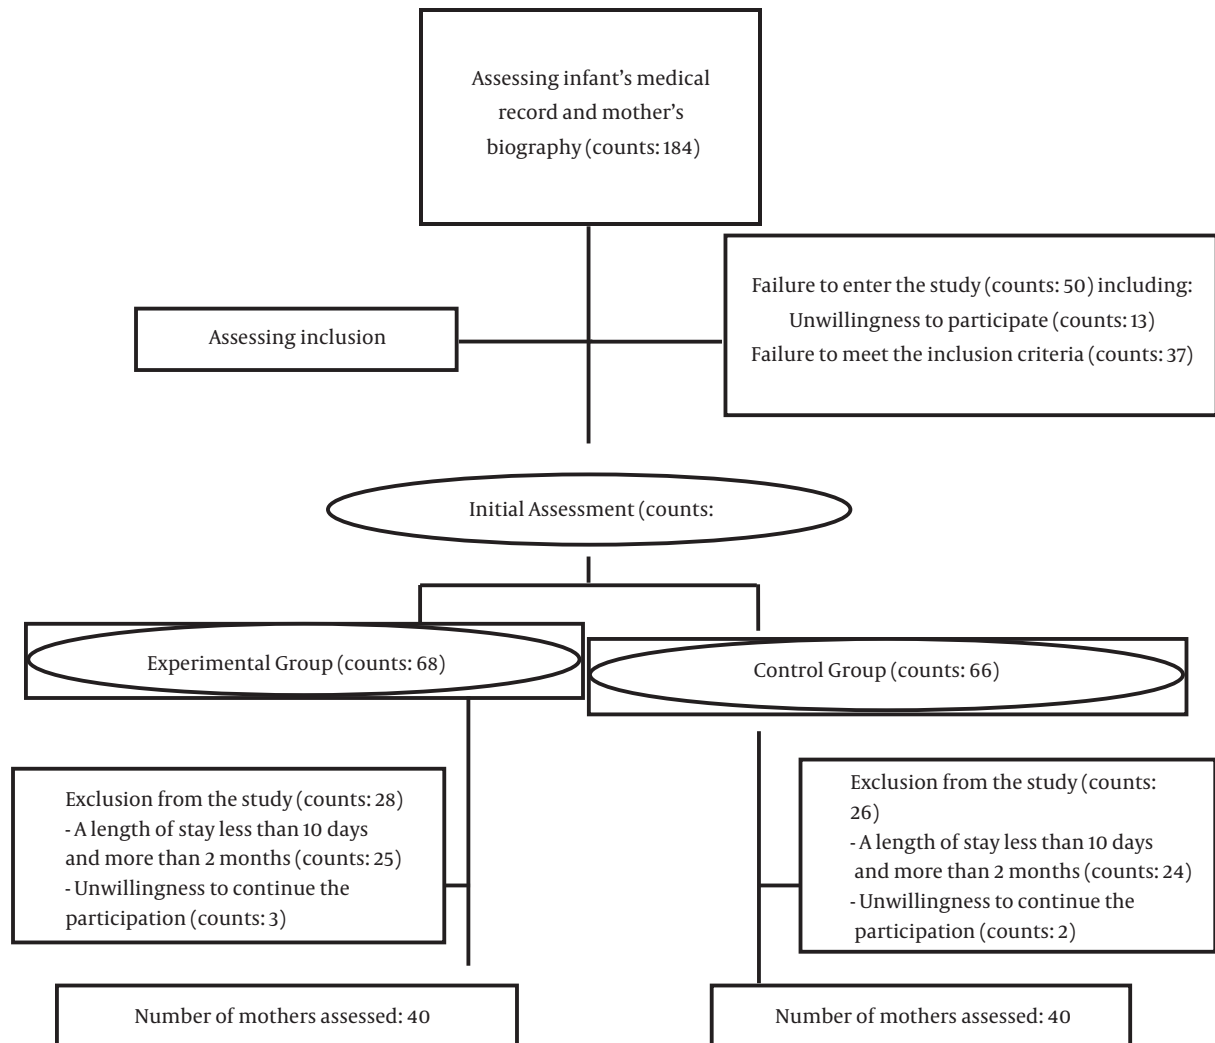 Assessing infant’s medical
record and mother’s
biography (counts: 184)
Failure to enter the study (counts: 50) including:
Unwillingness to participate (counts: 13)
Failure to meet the inclusion criteria (counts: 37)
Assessing inclusion
Initial Assessment (counts:
Experimental Group (counts: 68)
Control Group (counts: 66)
Exclusion from the study (counts: 28)
- A length of stay less than 10 days
and more than 2 months (counts: 25)
- Unwillingness to continue the
participation (counts: 3)
Exclusion from the study (counts:
26)
- A length of stay less than 10 days
and more than 2 months (counts: 24)
- Unwillingness to continue the
participation (counts: 2)
Number of mothers assessed: 40
Number of mothers assessed: 40